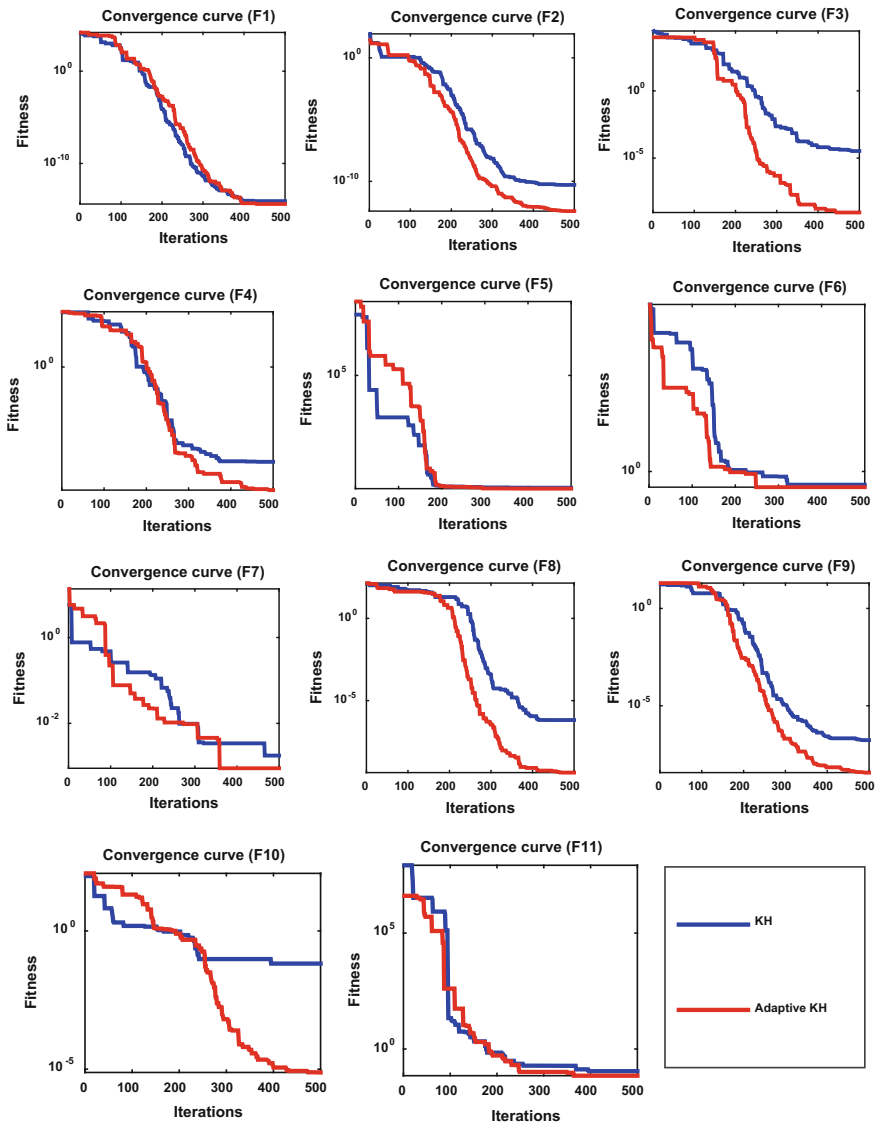 Convergence curve (F1)
Fitness
10^0
10^-10
0 100 200 300 400 500
Iterations
Convergence curve (F2)
Fitness
10^0
10^-10
0 100 200 300 400 500
Iterations
Convergence curve (F3)
Fitness
10^0
10^-5
0 100 200 300 400 500
Iterations
Convergence curve (F4)
Fitness
10^0
0 100 200 300 400 500
Iterations
Convergence curve (F5)
Fitness
10^5
0 100 200 300 400 500
Iterations
Convergence curve (F6)
Fitness
10^0
0 100 200 300 400 500
Iterations
Convergence curve (F7)
Fitness
10^0
10^-2
0 100 200 300 400 500
Iterations
Convergence curve (F8)
Fitness
10^0
10^-5
0 100 200 300 400 500
Iterations
Convergence curve (F9)
Fitness
10^0
10^-5
0 100 200 300 400 500
Iterations
Convergence curve (F10)
Fitness
10^0
10^-5
0 100 200 300 400 500
Iterations
Convergence curve (F11)
Fitness
10^5
10^0
0 100 200 300 400 500
Iterations
KH
Adaptive KH